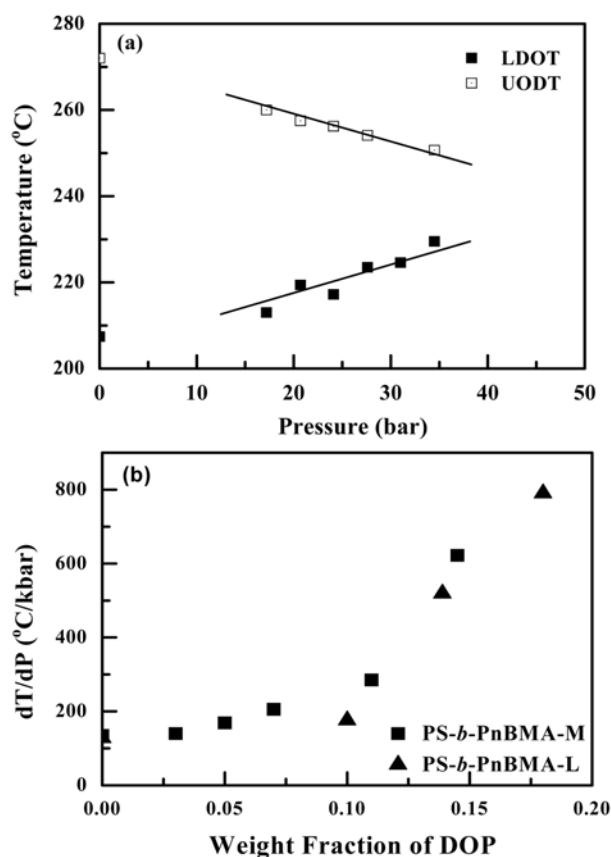 (a)
LDOT
UODT
280
260
240
220
200
Temperature (°C)
0 10 20 30 40 50
Pressure (bar)
(b)
800
600
400
200
0
dT/dP (°C/kbar)
PS-b-PnBMA-M
PS-b-PnBMA-L
0.00 0.05 0.10 0.15 0.20
Weight Fraction of DOP